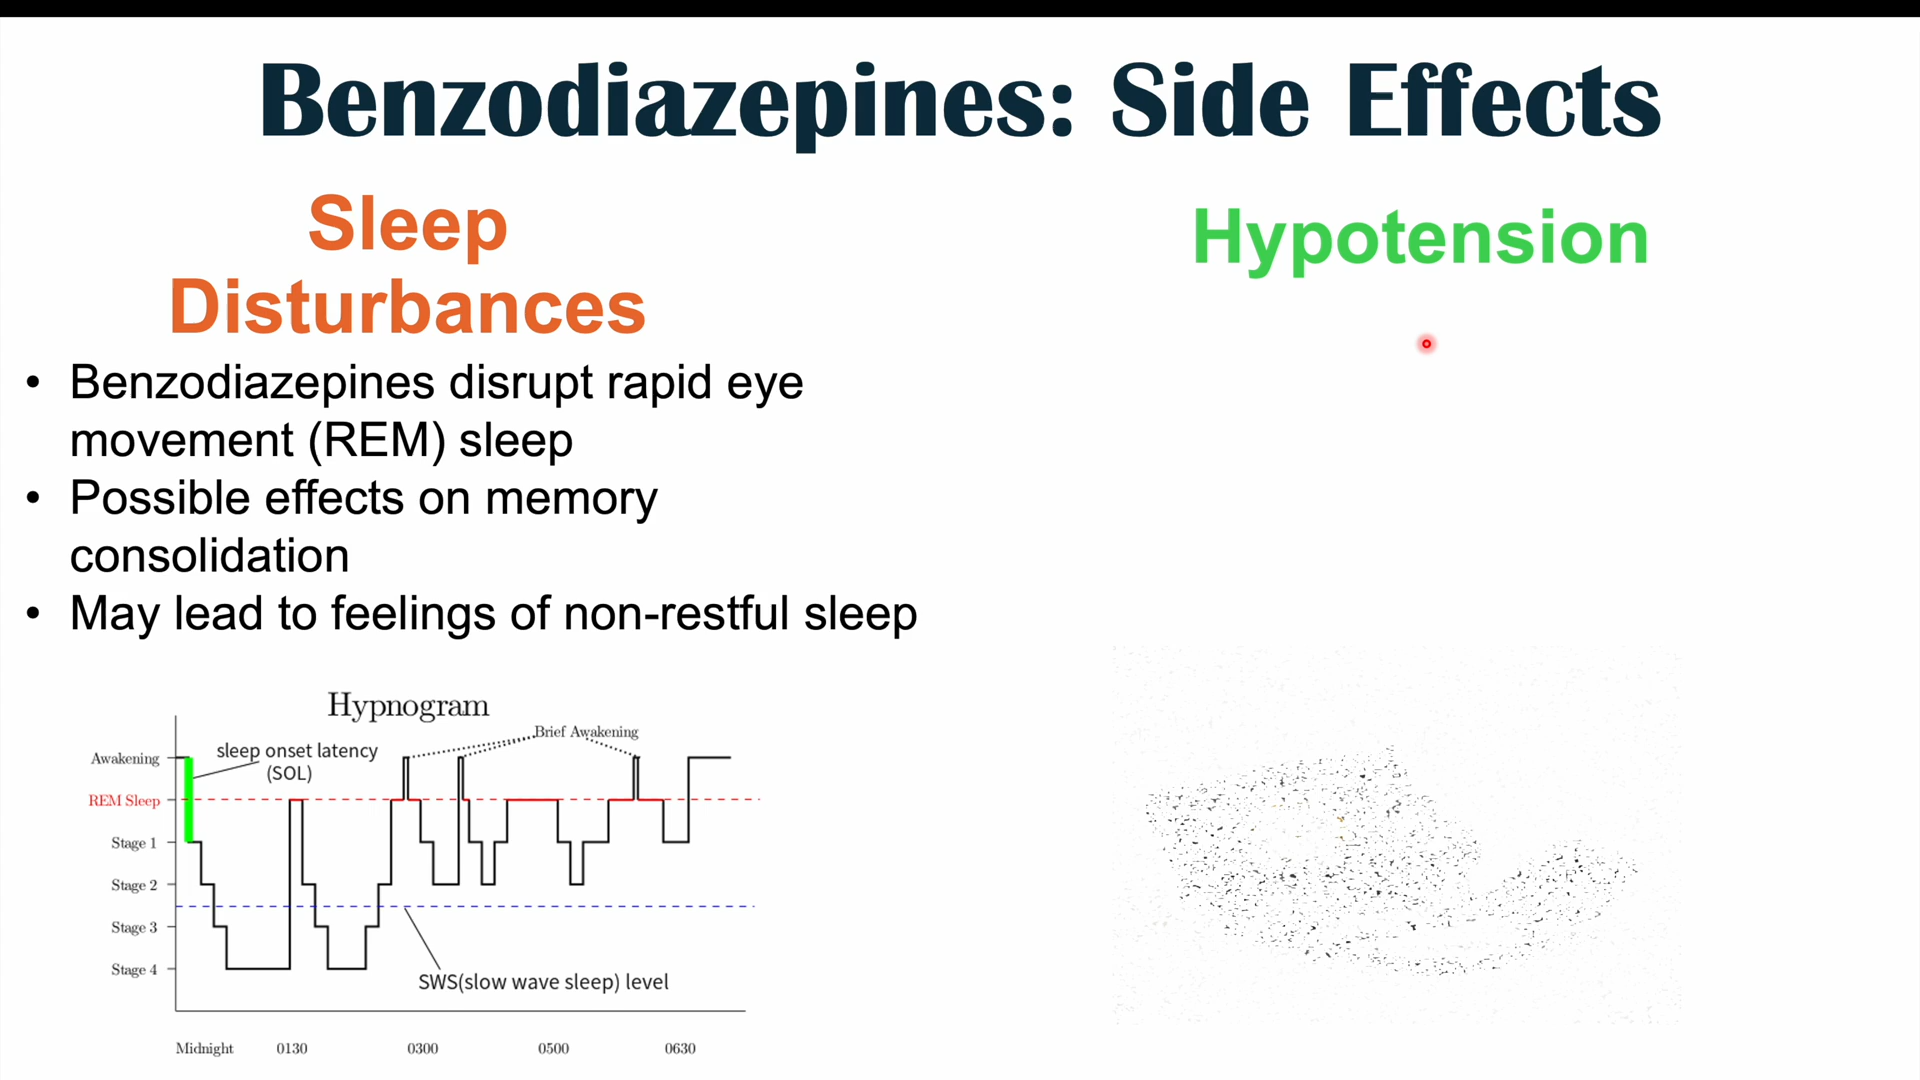 Benzodiazepines: Side Effects
Sleep
Disturbances
• Benzodiazepines disrupt rapid eye
movement (REM) sleep
• Possible effects on memory
consolidation
• May lead to feelings of non-restful sleep
Hypotension
Hypnogram
Brief Awakening
sleep onset latency
(SOL)
Awakening
REM Sleep
Stage 1
Stage 2
Stage 3
Stage 4
SWS(slow wave sleep) level
Midnight 0130 0300 0500 0630